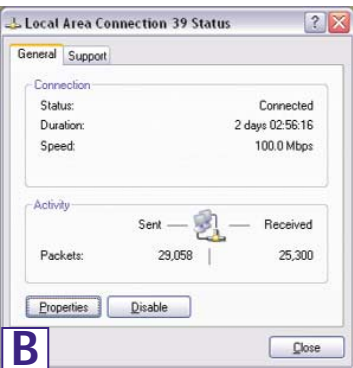 Local Area Connection 39 Status
General Support
Connection
Status: Connected
Duration: 2 days 02:56:16
Speed: 100.0 Mbps
Activity
Sent Received
Packets: 29,058 25,300
Properties Disable
Close
B